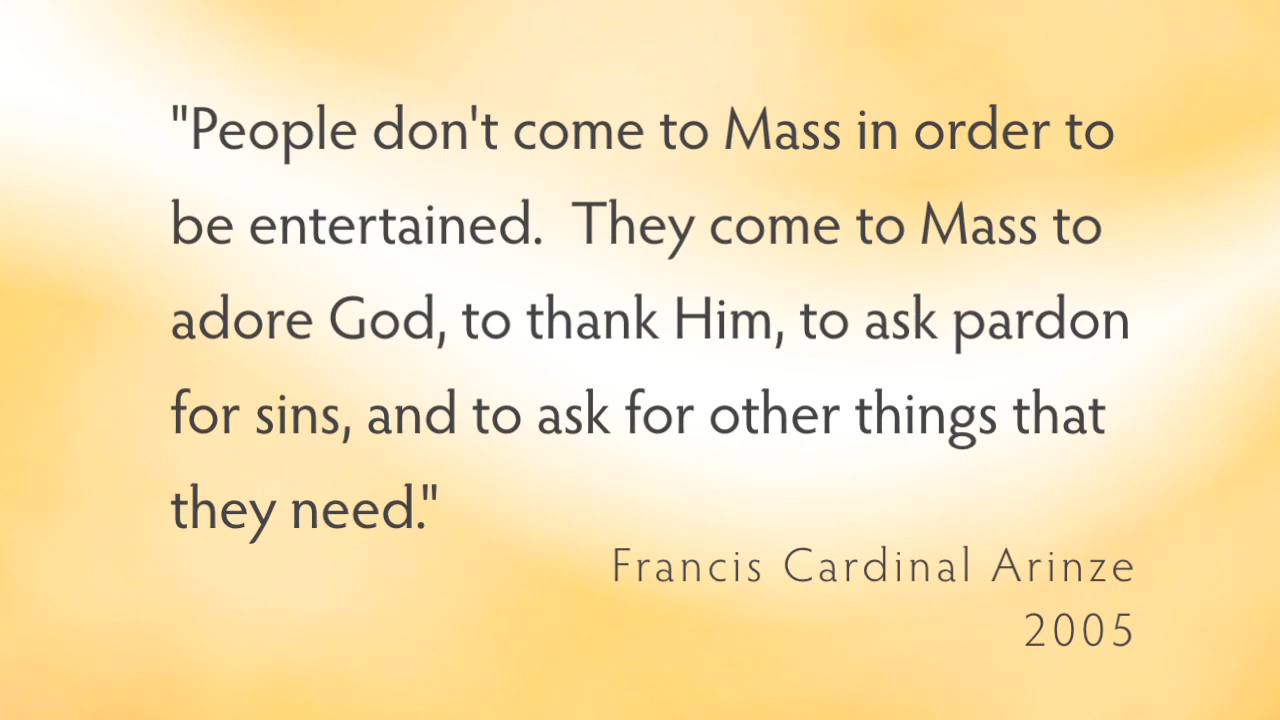 "People don't come to Mass in order to
be entertained.  They come to Mass to
adore God, to thank Him, to ask pardon
for sins, and to ask for other things that
they need."
Francis Cardinal Arinze
2005